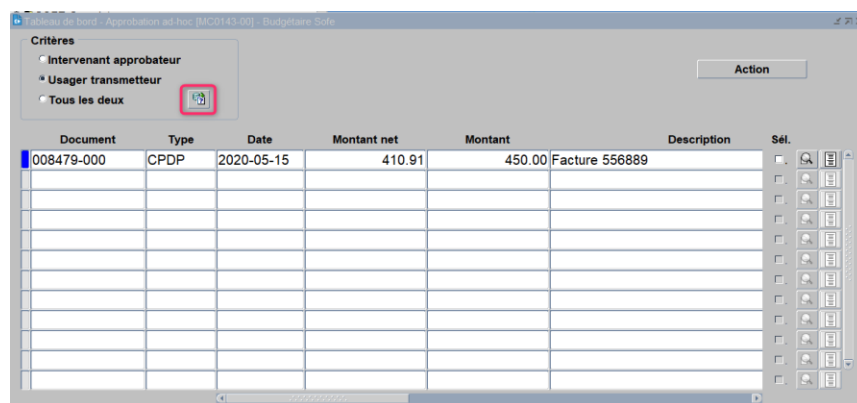 Tableau de bord - Approbation ad-hoc [MC0143-00] - Budgétaire Sofe
Critères
Intervenant approbateur
Usager transmetteur
Tous les deux
Action
Document Type Date Montant net Montant Description Sél.
008479-000 CPDP 2020-05-15 410.91 450.00 Facture 556889